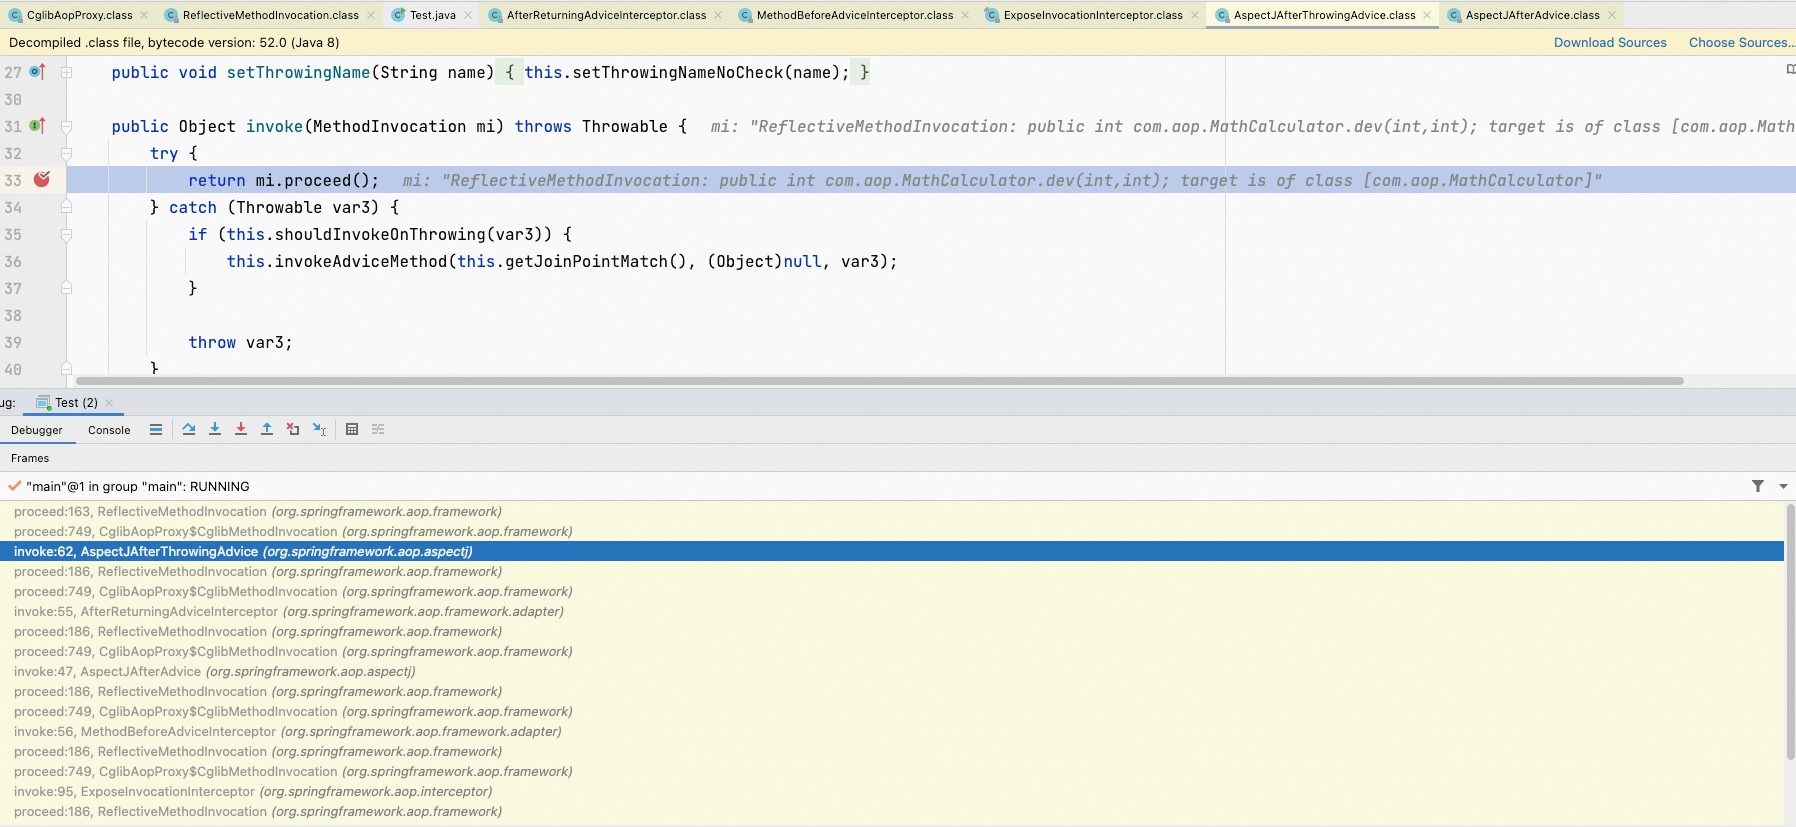 CglibAopProxy.class ReflectiveMethodInvocation.class Test.java AfterReturningAdviceInterceptor.class MethodBeforeAdviceInterceptor.class ExposeInvocationInterceptor.class AspectJAfterThrowingAdvice.class AspectJAfterAdvice.class
Decompiled .class file, bytecode version: 52.0 (Java 8) Download Sources Choose Sources...
27 public void setThrowingName(String name) { this.setThrowingNameNoCheck(name); }
30
31 public Object invoke(MethodInvocation mi) throws Throwable { mi: "ReflectiveMethodInvocation: public int com.aop.MathCalculator.dev(int,int); target is of class [com.aop.Math
32 try {
33 return mi.proceed(); mi: "ReflectiveMethodInvocation: public int com.aop.MathCalculator.dev(int,int); target is of class [com.aop.MathCalculator]"
34 } catch (Throwable var3) {
35 if (this.shouldInvokeOnThrowing(var3)) {
36 this.invokeAdviceMethod(this.getJoinPointMatch(), (Object)null, var3);
37 }
38
39 throw var3;
40 }
ug: Test (2)
Debugger Console
Frames
"main"@1 in group "main": RUNNING
proceed:163, ReflectiveMethodInvocation (org.springframework.aop.framework)
proceed:749, CglibAopProxy$CglibMethodInvocation (org.springframework.aop.framework)
invoke:62, AspectJAfterThrowingAdvice (org.springframework.aop.aspectj)
proceed:186, ReflectiveMethodInvocation (org.springframework.aop.framework)
proceed:749, CglibAopProxy$CglibMethodInvocation (org.springframework.aop.framework)
invoke:55, AfterReturningAdviceInterceptor (org.springframework.aop.framework.adapter)
proceed:186, ReflectiveMethodInvocation (org.springframework.aop.framework)
proceed:749, CglibAopProxy$CglibMethodInvocation (org.springframework.aop.framework)
invoke:47, AspectJAfterAdvice (org.springframework.aop.aspectj)
proceed:186, ReflectiveMethodInvocation (org.springframework.aop.framework)
proceed:749, CglibAopProxy$CglibMethodInvocation (org.springframework.aop.framework)
invoke:56, MethodBeforeAdviceInterceptor (org.springframework.aop.framework.adapter)
proceed:186, ReflectiveMethodInvocation (org.springframework.aop.framework)
proceed:749, CglibAopProxy$CglibMethodInvocation (org.springframework.aop.framework)
invoke:95, ExposeInvocationInterceptor (org.springframework.aop.interceptor)
proceed:186, ReflectiveMethodInvocation (org.springframework.aop.framework)